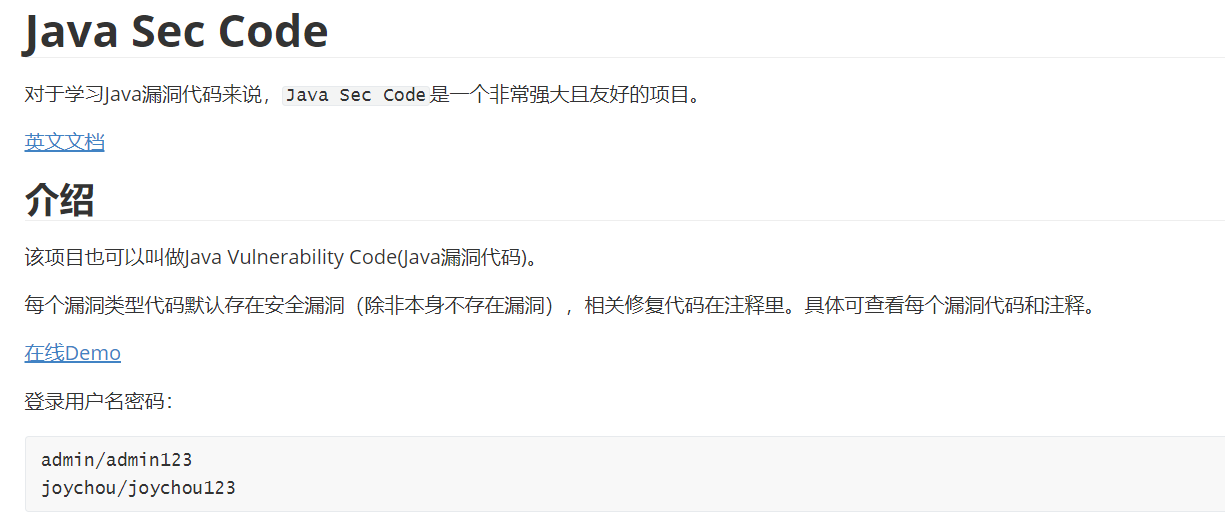 Java Sec Code
对于学习Java漏洞代码来说，Java Sec Code是一个非常强大且友好的项目。
英文文档
介绍
该项目也可以叫做Java Vulnerability Code(Java漏洞代码)。
每个漏洞类型代码默认存在安全漏洞（除非本身不存在漏洞），相关修复代码在注释里。具体可查看每个漏洞代码和注释。
在线Demo
登录用户名密码：
admin/admin123
joychou/joychou123